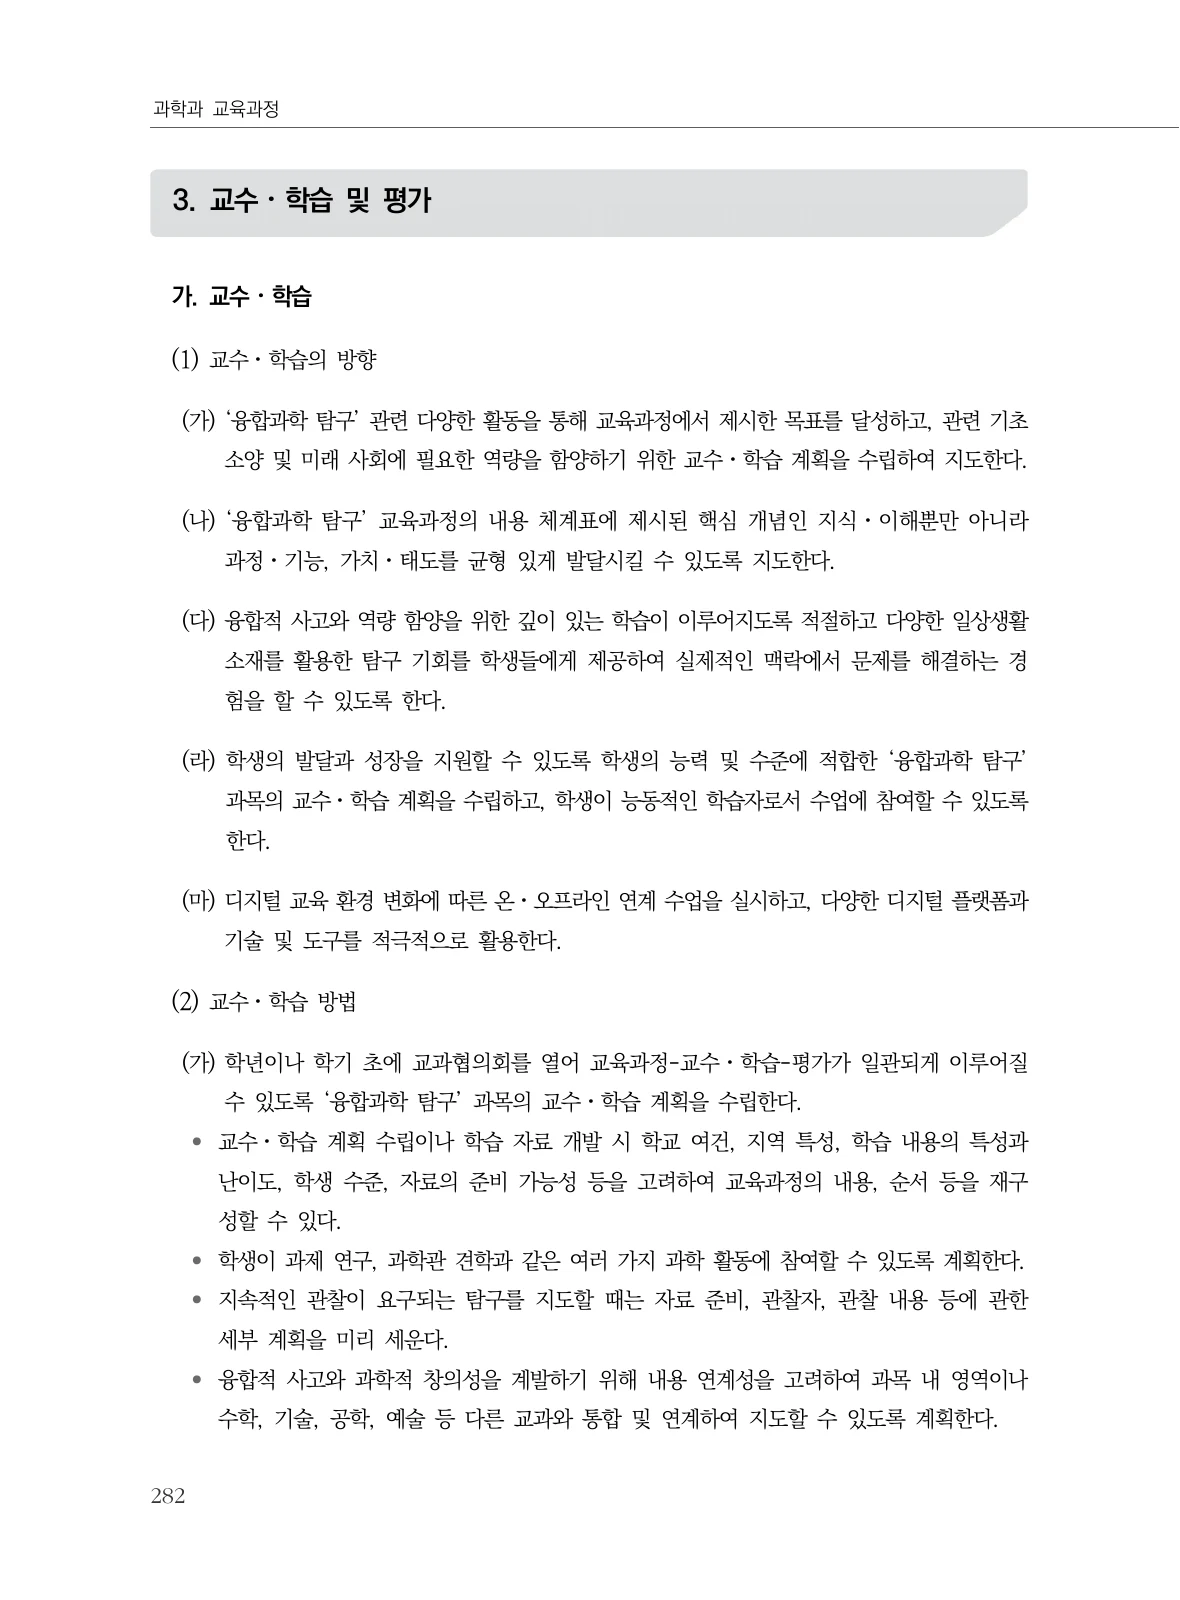 과학과 교육과정
3. 교수·학습 및 평가
가. 교수·학습
(1) 교수·학습의 방향
(가) ‘융합과학 탐구’ 관련 다양한 활동을 통해 교육과정에서 제시한 목표를 달성하고, 관련 기초
소양 및 미래 사회에 필요한 역량을 함양하기 위한 교수·학습 계획을 수립하여 지도한다.
(나) ‘융합과학 탐구’ 교육과정의 내용 체계표에 제시된 핵심 개념인 지식·이해뿐만 아니라
과정·기능, 가치·태도를 균형 있게 발달시킬 수 있도록 지도한다.
(다) 융합적 사고와 역량 함양을 위한 깊이 있는 학습이 이루어지도록 적절하고 다양한 일상생활
소재를 활용한 탐구 기회를 학생들에게 제공하여 실제적인 맥락에서 문제를 해결하는 경
험을 할 수 있도록 한다.
(라) 학생의 발달과 성장을 지원할 수 있도록 학생의 능력 및 수준에 적합한 ‘융합과학 탐구’
과목의 교수·학습 계획을 수립하고, 학생이 능동적인 학습자로서 수업에 참여할 수 있도록
한다.
(마) 디지털 교육 환경 변화에 따른 온·오프라인 연계 수업을 실시하고, 다양한 디지털 플랫폼과
기술 및 도구를 적극적으로 활용한다.
(2) 교수·학습 방법
(가) 학년이나 학기 초에 교과협의회를 열어 교육과정-교수·학습-평가가 일관되게 이루어질
수 있도록 ‘융합과학 탐구’ 과목의 교수·학습 계획을 수립한다.
• 교수·학습 계획 수립이나 학습 자료 개발 시 학교 여건, 지역 특성, 학습 내용의 특성과
난이도, 학생 수준, 자료의 준비 가능성 등을 고려하여 교육과정의 내용, 순서 등을 재구
성할 수 있다.
• 학생이 과제 연구, 과학관 견학과 같은 여러 가지 과학 활동에 참여할 수 있도록 계획한다.
• 지속적인 관찰이 요구되는 탐구를 지도할 때는 자료 준비, 관찰자, 관찰 내용 등에 관한
세부 계획을 미리 세운다.
• 융합적 사고와 과학적 창의성을 계발하기 위해 내용 연계성을 고려하여 과목 내 영역이나
수학, 기술, 공학, 예술 등 다른 교과와 통합 및 연계하여 지도할 수 있도록 계획한다.
282